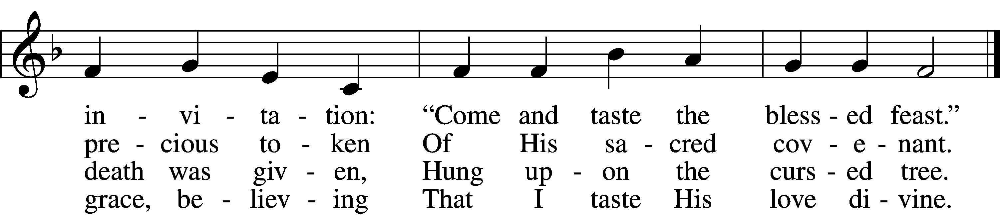 in - vi - ta - tion: “Come and taste the bless - ed feast.”
pre - cious to - ken Of His sa - cred cov - e - nant.
death was giv - en, Hung up - on the curs - ed tree.
grace, be - liev - ing That I taste His love di - vine.